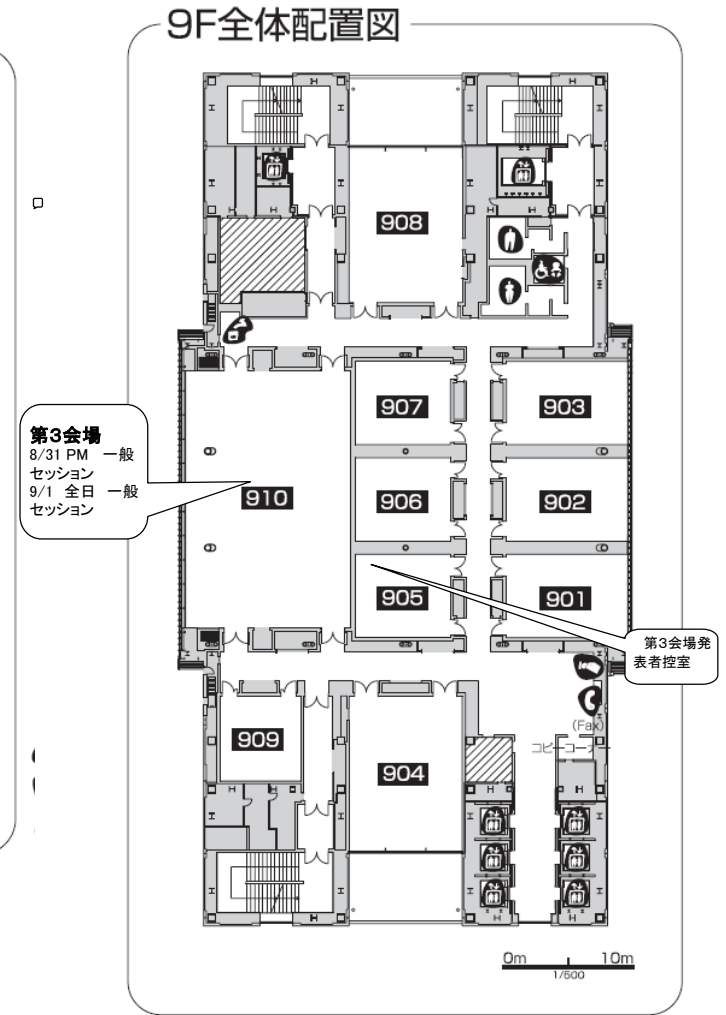 9F全体配置図
908
907
903
第3会場
8/31 PM　一般
セッション
9/1　全日　一般
セッション
910
906
902
905
901
第3会場発
表者控室
(Fax)
コピーコーナー
909
904
0m 10m
1/500